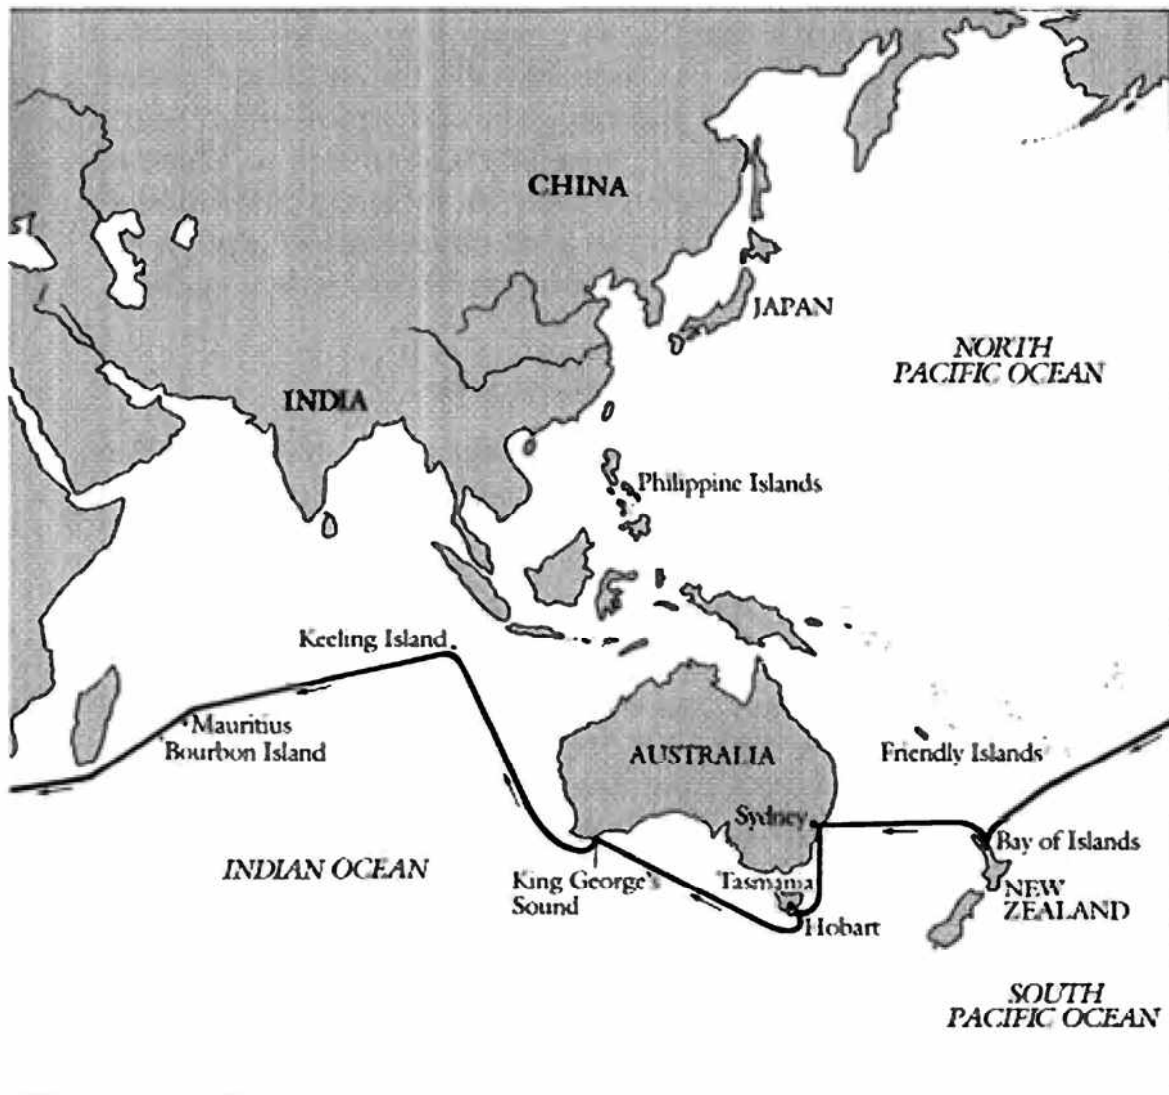 CHINA
JAPAN
NORTH
PACIFIC OCEAN
INDIA
Philippine Islands
Keeling Island
Mauritius
Bourbon Island
AUSTRALIA
Friendly Islands
Sydney
Bay of Islands
INDIAN OCEAN
King George's
Sound
Tasmania
NEW
ZEALAND
Hobart
SOUTH
PACIFIC OCEAN